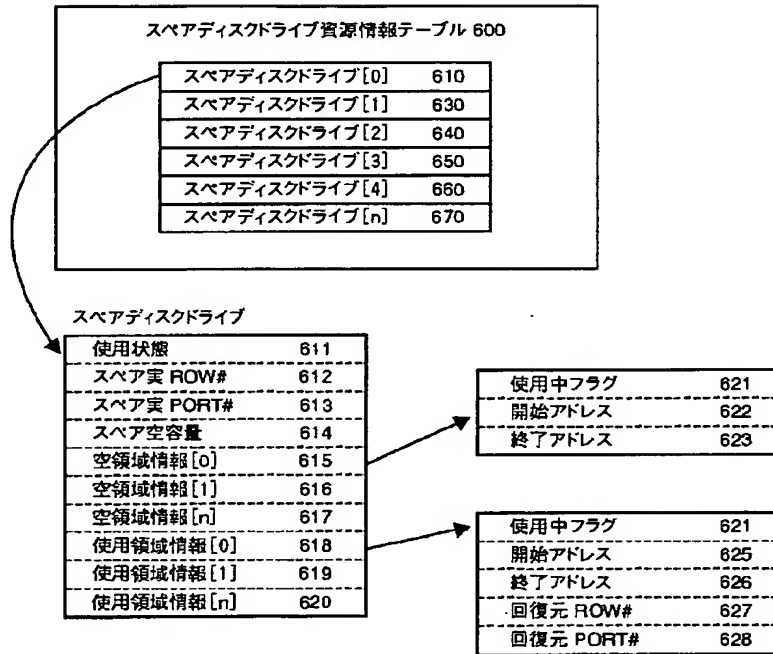 スペアディスクドライブ資源情報テーブル 600
スペアディスクドライブ[0] 610
スペアディスクドライブ[1] 630
スペアディスクドライブ[2] 640
スペアディスクドライブ[3] 650
スペアディスクドライブ[4] 660
スペアディスクドライブ[n] 670
スペアディスクドライブ
使用状態 611
スペア実 ROW# 612
スペア実 PORT# 613
スペア空容量 614
空領域情報[0] 615
空領域情報[1] 616
空領域情報[n] 617
使用領域情報[0] 618
使用領域情報[1] 619
使用領域情報[n] 620
使用中フラグ 621
開始アドレス 622
終了アドレス 623
使用中フラグ 621
開始アドレス 625
終了アドレス 626
回復元 ROW# 627
回復元 PORT# 628